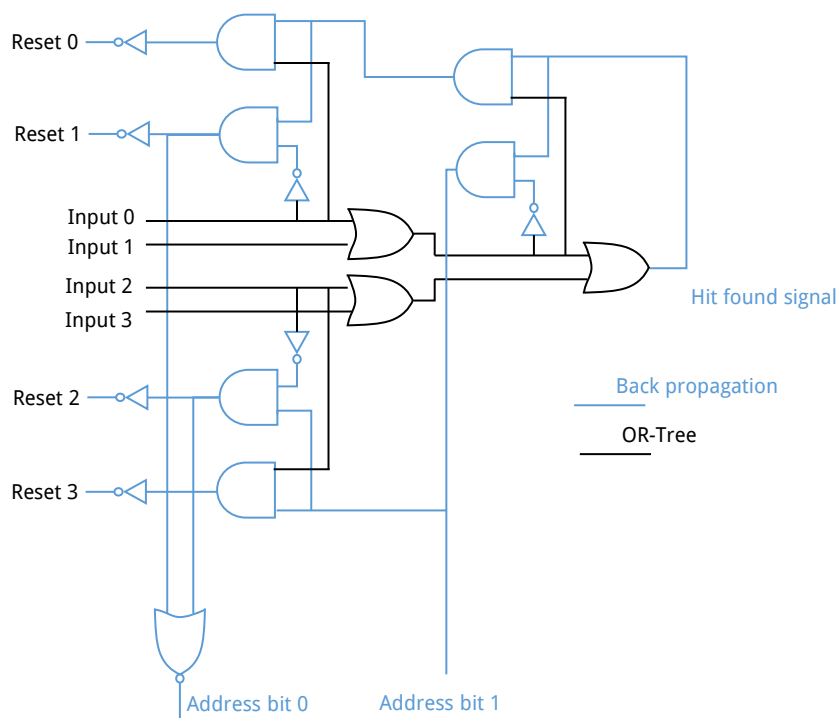 Reset 0
Reset 1
Input 0
Input 1
Input 2
Input 3
Hit found signal
Back propagation
Reset 2
OR-Tree
Reset 3
Address bit 0
Address bit 1